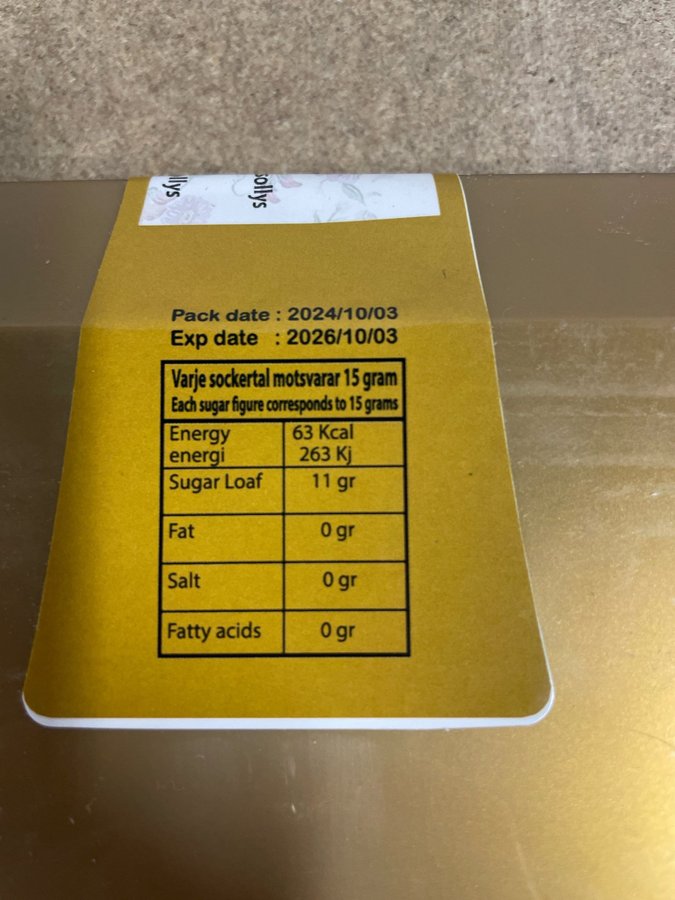 ollys
sollys
Pack date : 2024/10/03
Exp date : 2026/10/03
Varje sockertal motsvarar 15 gram
Each sugar figure corresponds to 15 grams
Energy 63 Kcal
energi 263 Kj
Sugar Loaf 11 gr
Fat 0 gr
Salt 0 gr
Fatty acids 0 gr